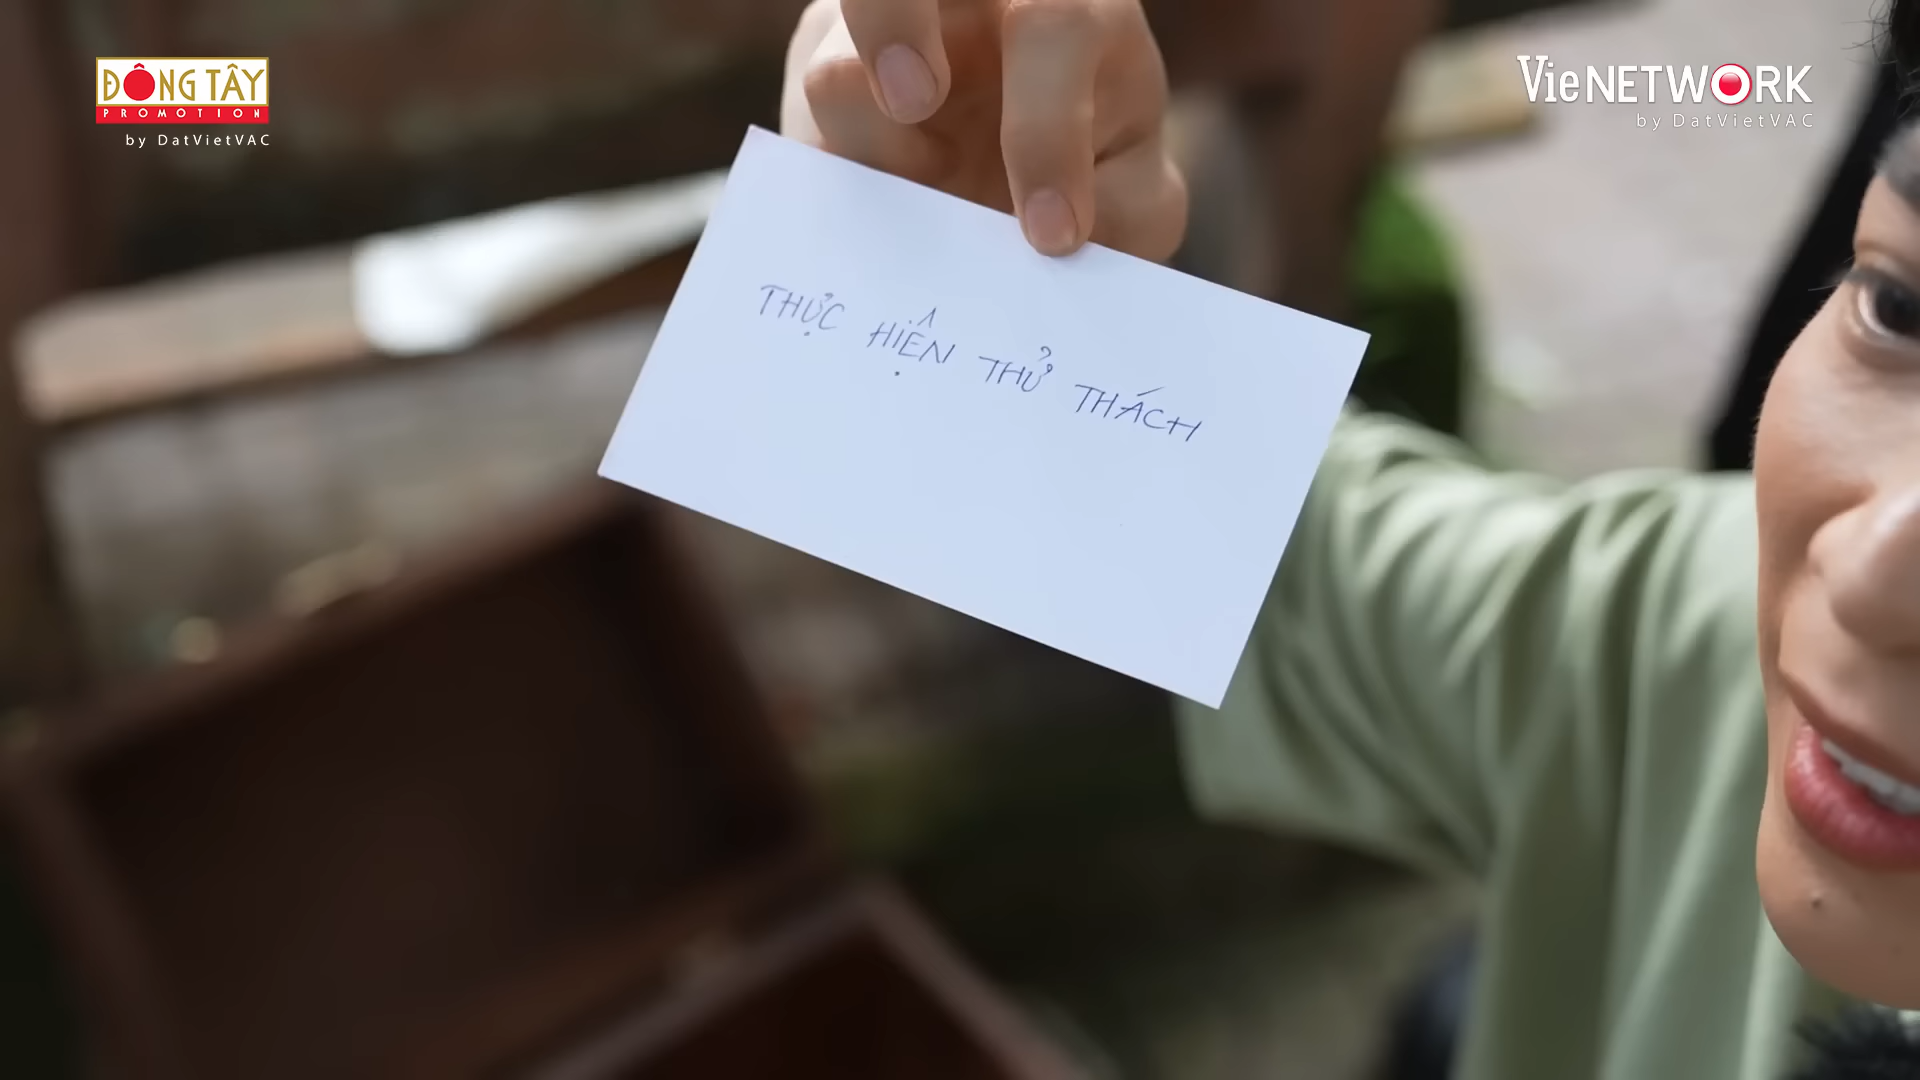 ĐÔNG TÂY
PROMOTION
by DatVietVAC
VieNETWORK
by DatVietVAC
THỰC HIỆN THỬ THÁCH